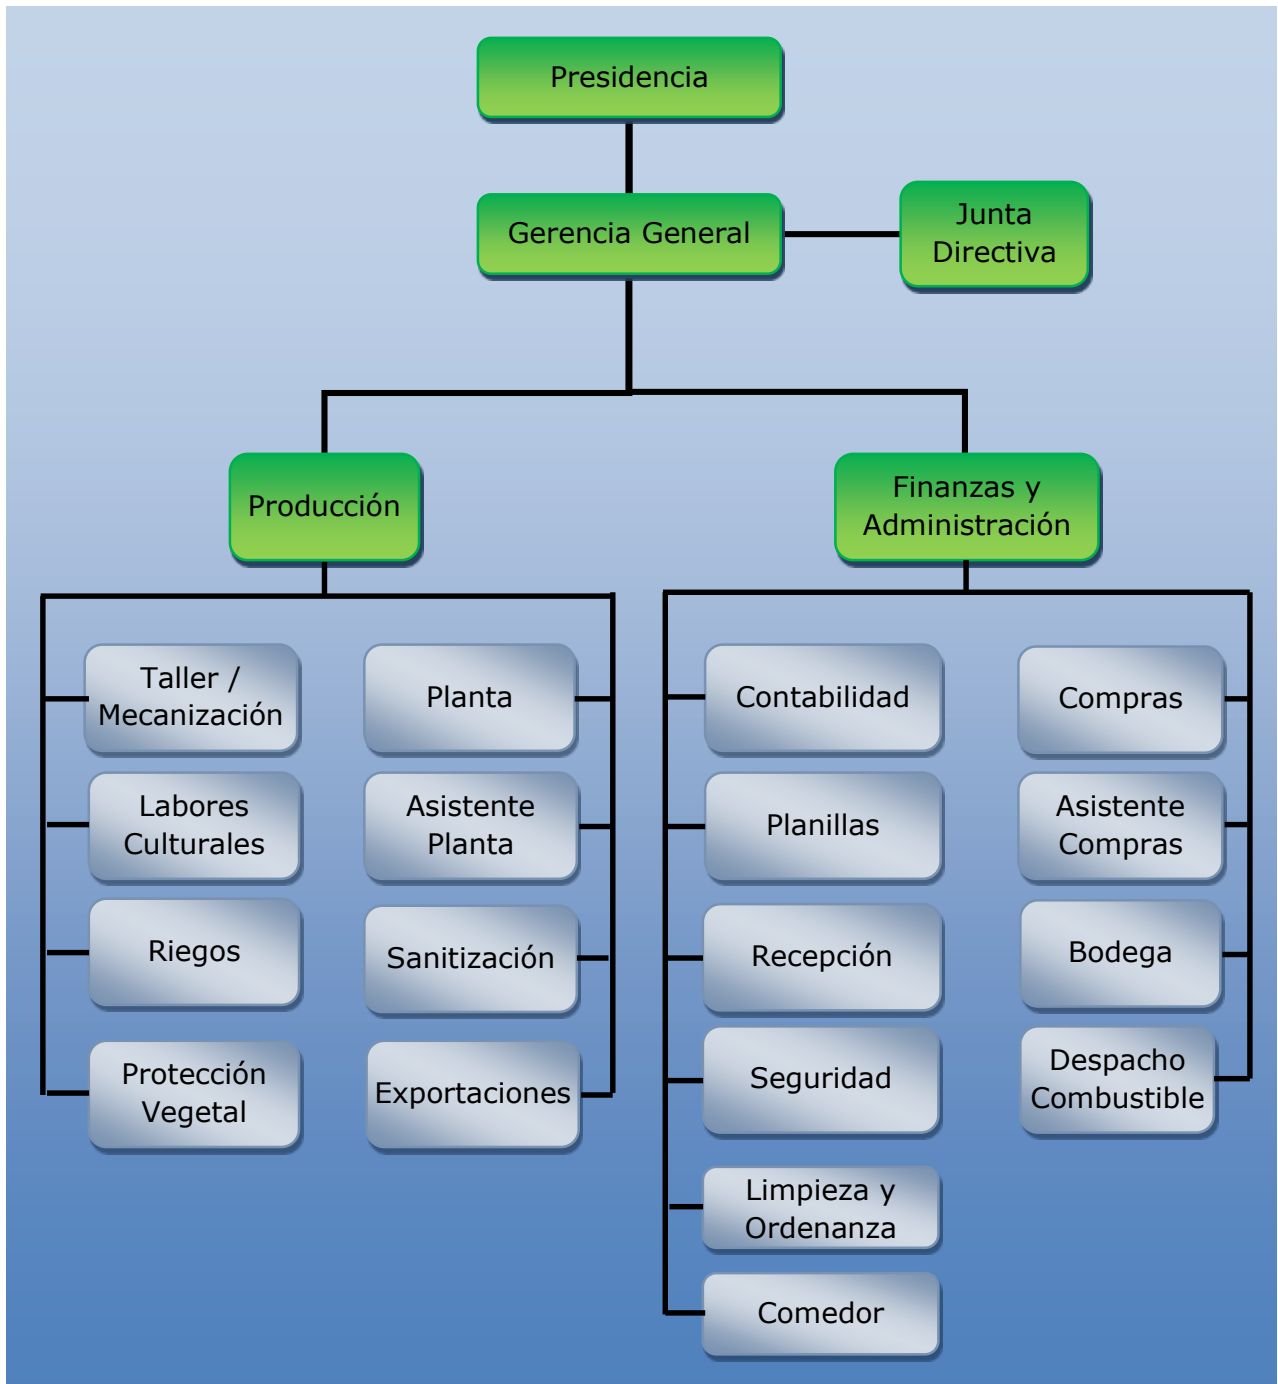 Presidencia
Gerencia General
Junta
Directiva
Producción
Finanzas y
Administración
Taller /
Mecanización
Labores
Culturales
Riegos
Protección
Vegetal
Planta
Asistente
Planta
Sanitización
Exportaciones
Contabilidad
Planillas
Recepción
Seguridad
Limpieza y
Ordenanza
Comedor
Compras
Asistente
Compras
Bodega
Despacho
Combustible